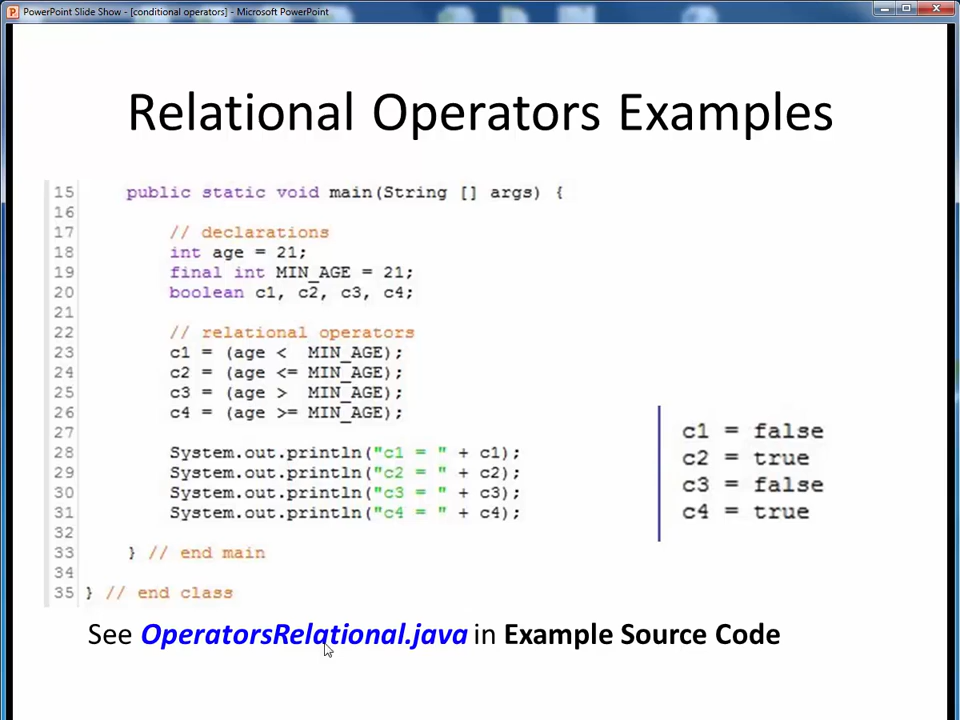 PowerPoint Slide Show - [conditional operators] - Microsoft PowerPoint
Relational Operators Examples
15 public static void main(String [] args) {
16
17 // declarations
18 int age = 21;
19 final int MIN_AGE = 21;
20 boolean c1, c2, c3, c4;
21
22 // relational operators
23 c1 = (age <  MIN_AGE);
24 c2 = (age <= MIN_AGE);
25 c3 = (age >  MIN_AGE);
26 c4 = (age >= MIN_AGE);
27
28 System.out.println("c1 = " + c1);
29 System.out.println("c2 = " + c2);
30 System.out.println("c3 = " + c3);
31 System.out.println("c4 = " + c4);
32
33 } // end main
34
35 } // end class
c1 = false
c2 = true
c3 = false
c4 = true
See OperatorsRelational.java in Example Source Code